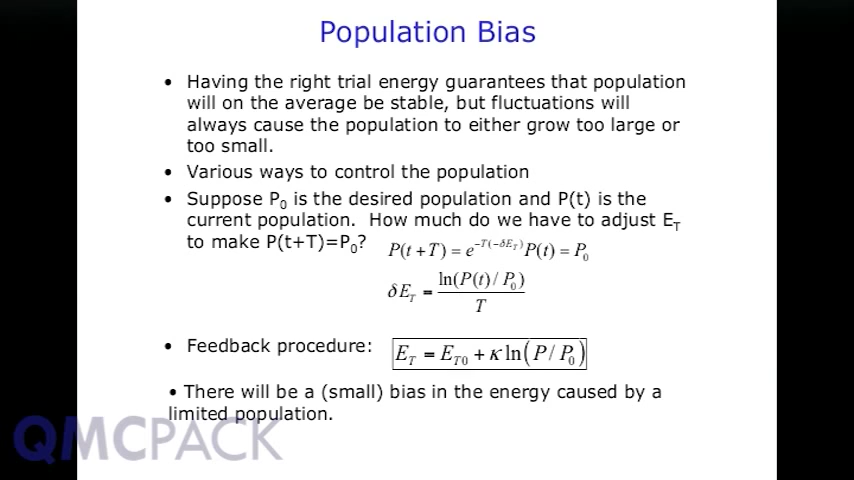 Population Bias
• Having the right trial energy guarantees that population
will on the average be stable, but fluctuations will
always cause the population to either grow too large or
too small.
• Various ways to control the population
• Suppose P₀ is the desired population and P(t) is the
current population. How much do we have to adjust E_T
to make P(t+T)=P₀? P(t + T) = e^{-T(-δE_T)} P(t) = P₀
δE_T = ln(P(t) / P₀) / T
• Feedback procedure: E_T = E_{T0} + κ ln(P / P₀)
• There will be a (small) bias in the energy caused by a
limited population.
QMCPACK